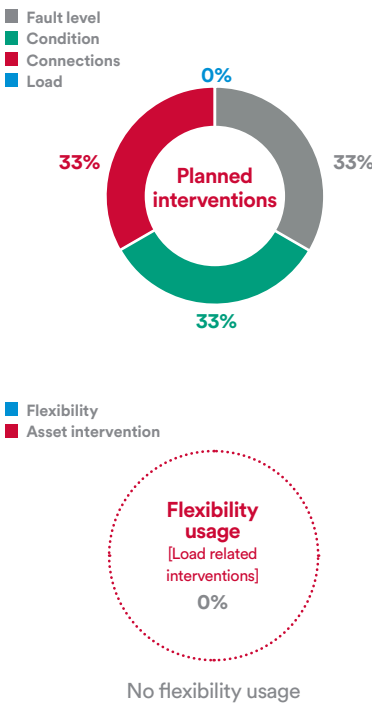 Fault level
Condition
Connections
Load
0%
33%
33%
Planned
interventions
33%
Flexibility
Asset intervention
Flexibility
usage
[Load related
interventions]
0%
No flexibility usage